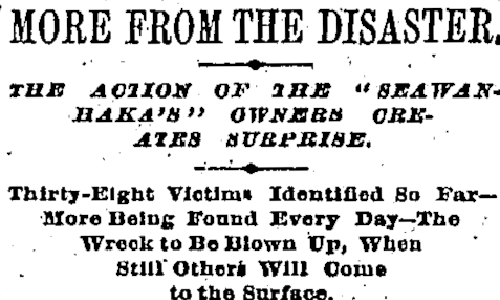 MORE FROM THE DISASTER.
THE ACTION OF THE "SEAWAN-
HAKA'S" OWNERS CRE-
ATES SURPRISE.
Thirty-Eight Victims Identified So Far—
More Being Found Every Day—The
Wreck to Be Blown Up, When
Still Others Will Come
to the Surface.